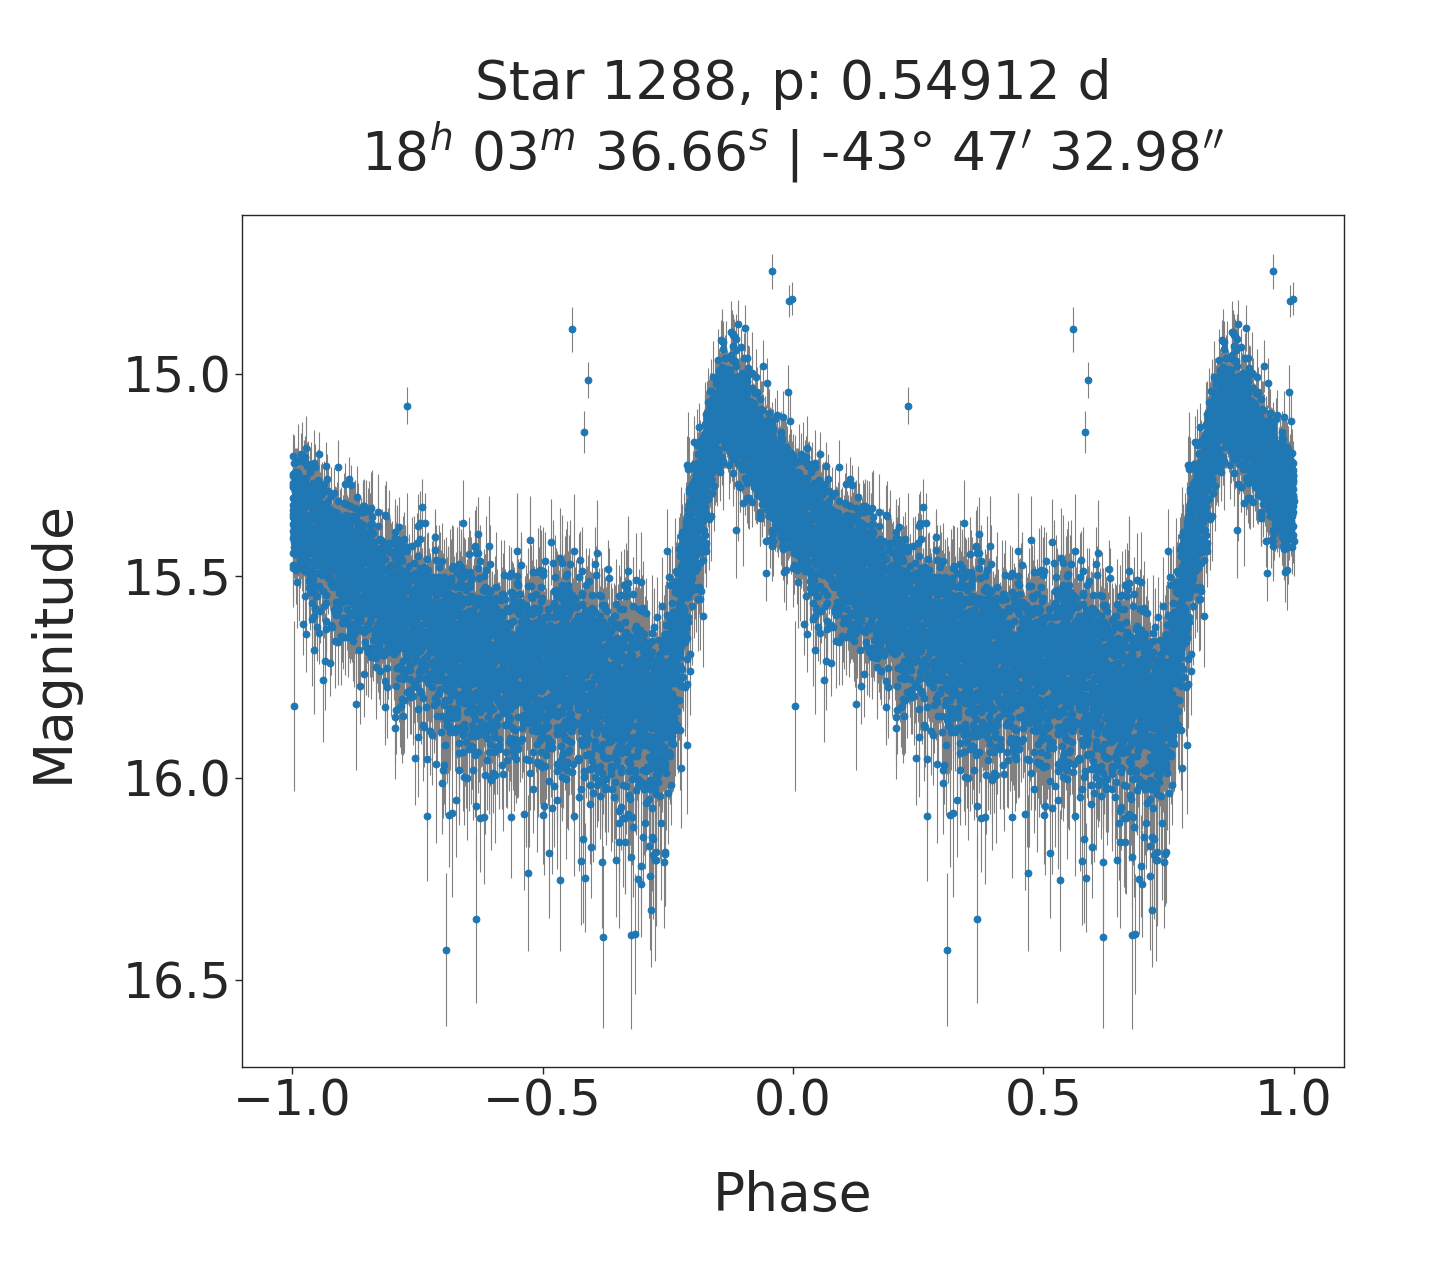 Star 1288, p: 0.54912 d
18ʰ 03ᵐ 36.66ˢ | -43° 47′ 32.98″
15.0
15.5
16.0
16.5
Magnitude
−1.0 −0.5 0.0 0.5 1.0
Phase